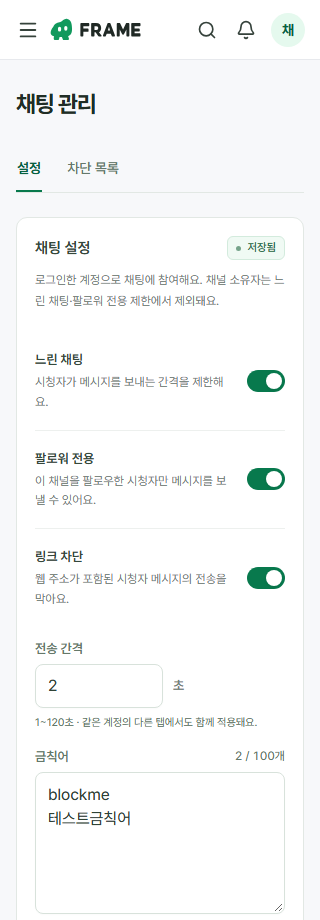 FRAME
채
채팅 관리
설정
차단 목록
채팅 설정
저장됨
로그인한 계정으로 채팅에 참여해요. 채널 소유자는 느
린 채팅·팔로워 전용 제한에서 제외돼요.
느린 채팅
시청자가 메시지를 보내는 간격을 제한해
요.
팔로워 전용
이 채널을 팔로우한 시청자만 메시지를 보
낼 수 있어요.
링크 차단
웹 주소가 포함된 시청자 메시지의 전송을
막아요.
전송 간격
2
초
1~120초 · 같은 계정의 다른 탭에서도 함께 적용돼요.
금칙어
2 / 100개
blockme
테스트금칙어